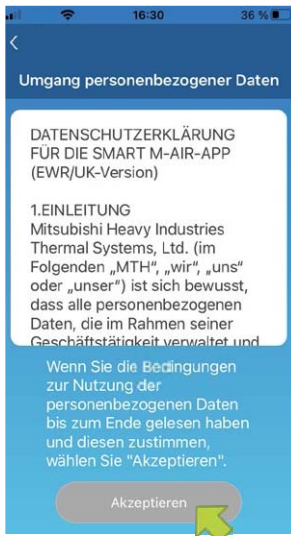 16:30
36 %
Umgang personenbezogener Daten
DATENSCHUTZERKLÄRUNG
FÜR DIE SMART M-AIR-APP
(EWR/UK-Version)
1.EINLEITUNG
Mitsubishi Heavy Industries
Thermal Systems, Ltd. (im
Folgenden „MTH“, „wir“, „uns“
oder „unser“) ist sich bewusst,
dass alle personenbezogenen
Daten, die im Rahmen seiner
Geschäftstätigkeit verwaltet und
Wenn Sie die Bedingungen
zur Nutzung der
personenbezogenen Daten
bis zum Ende gelesen haben
und diesen zustimmen,
wählen Sie "Akzeptieren".
Akzeptieren